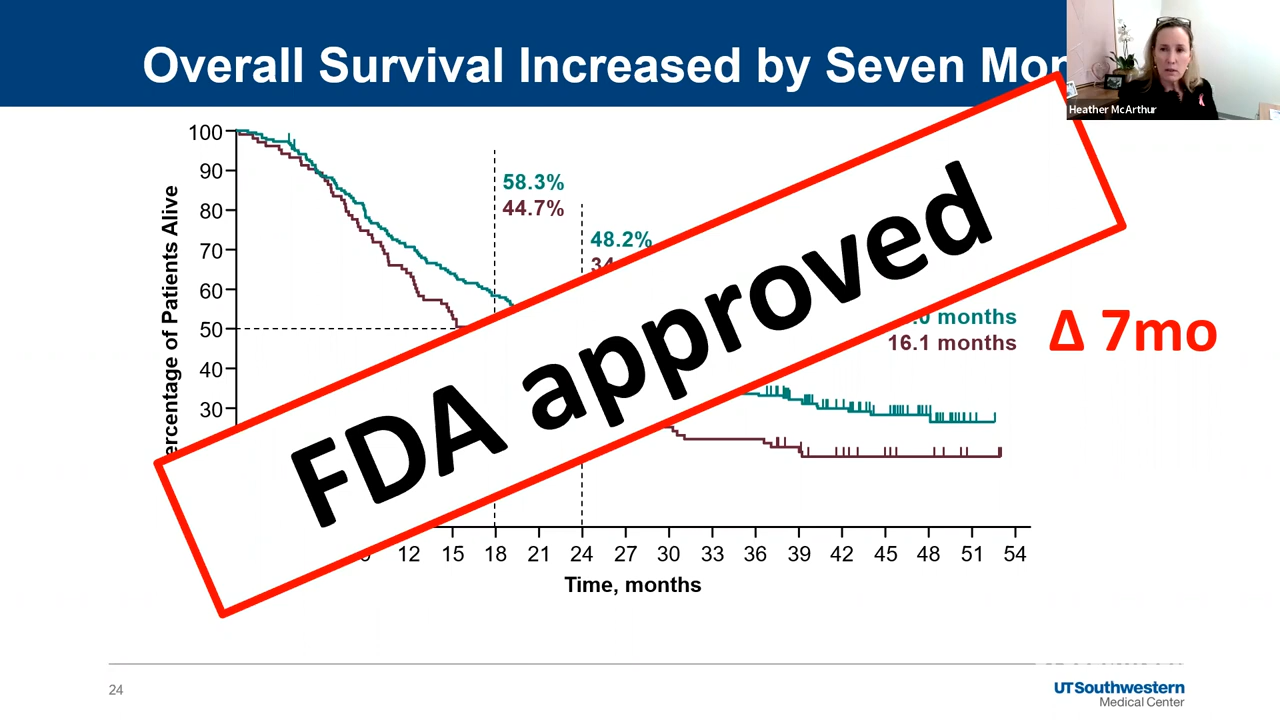 Overall Survival Increased by Seven
Heather McArthur
100
90
80
70
60
50
40
30
Percentage of Patients Alive
58.3%
44.7%
48.2%
34
months
16.1 months
Δ 7mo
FDA approved
12 15 18 21 24 27 30 33 36 39 42 45 48 51 54
Time, months
24
UTSouthwestern
Medical Center